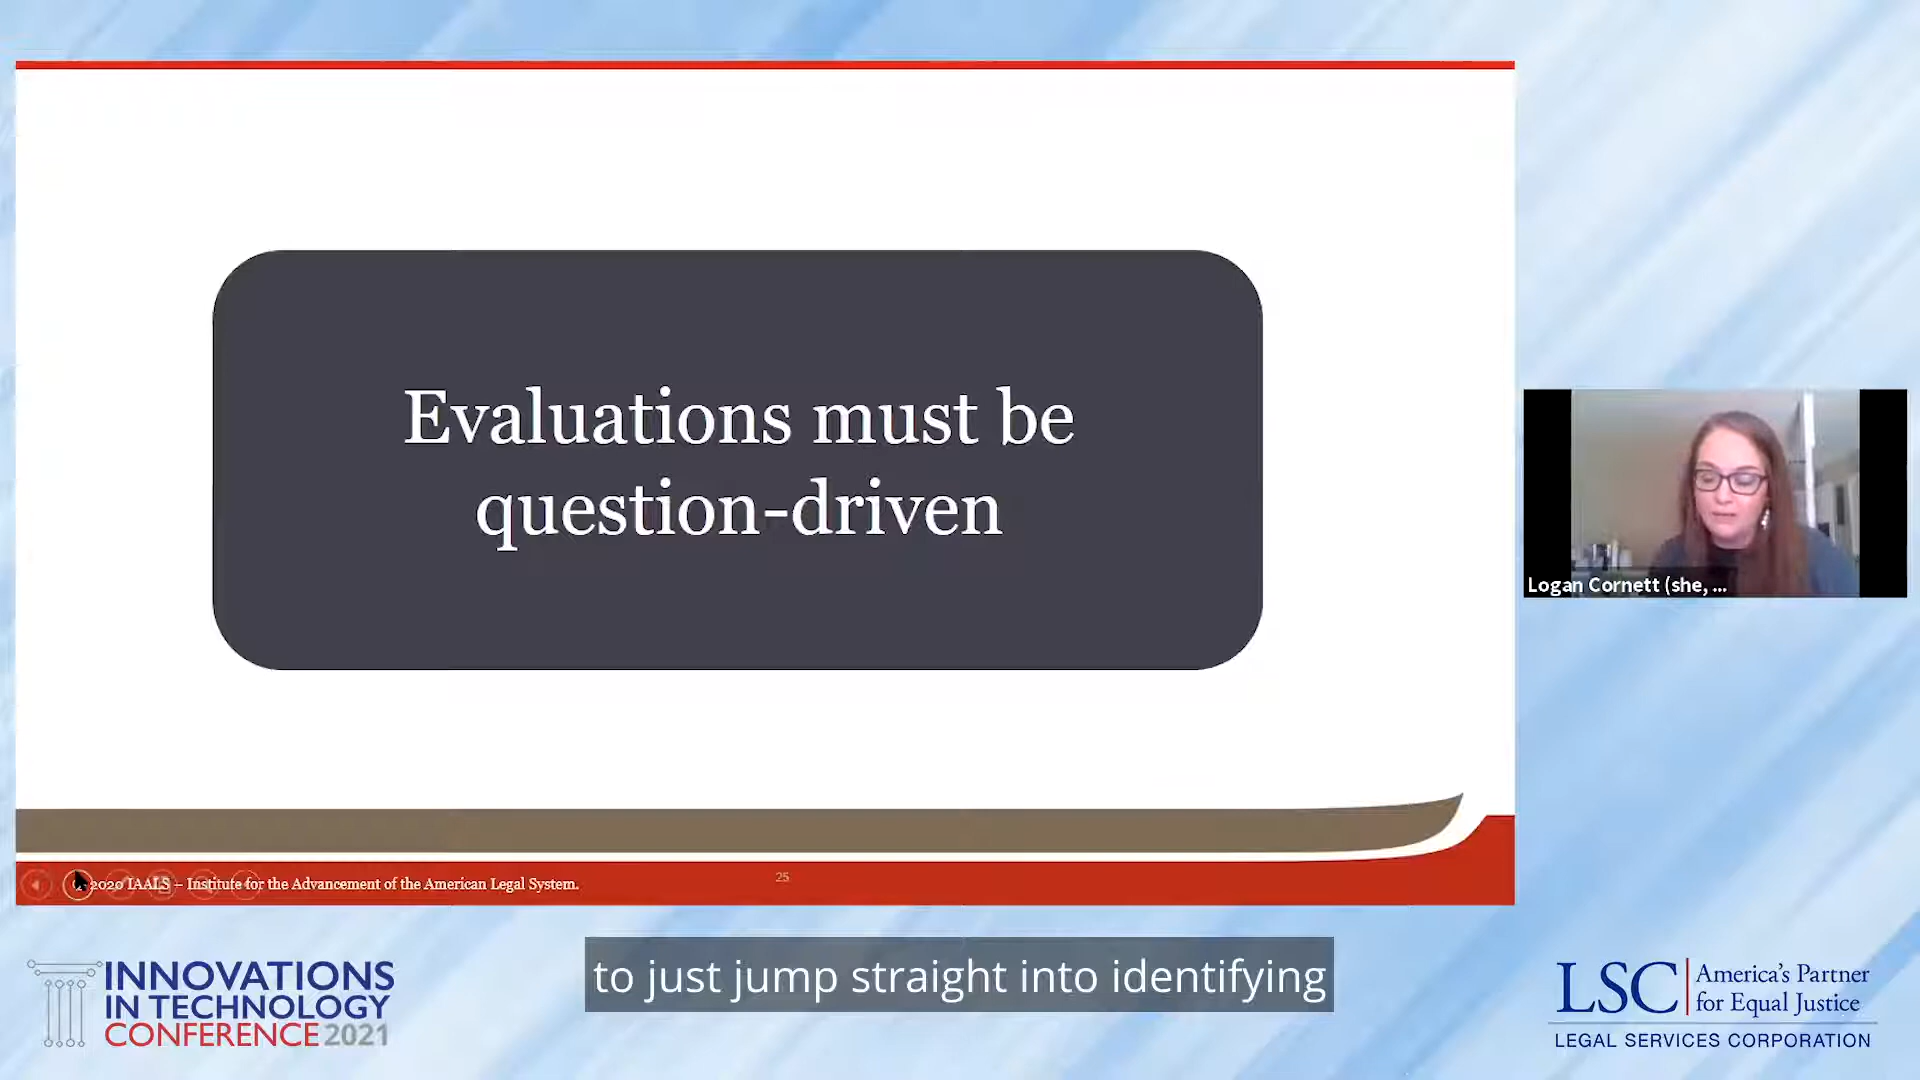 Evaluations must be
question-driven
Logan Cornett (she, ...
2020 IAALS – Institute for the Advancement of the American Legal System.
25
to just jump straight into identifying
INNOVATIONS
IN TECHNOLOGY
CONFERENCE 2021
LSC
America's Partner
for Equal Justice
LEGAL SERVICES CORPORATION